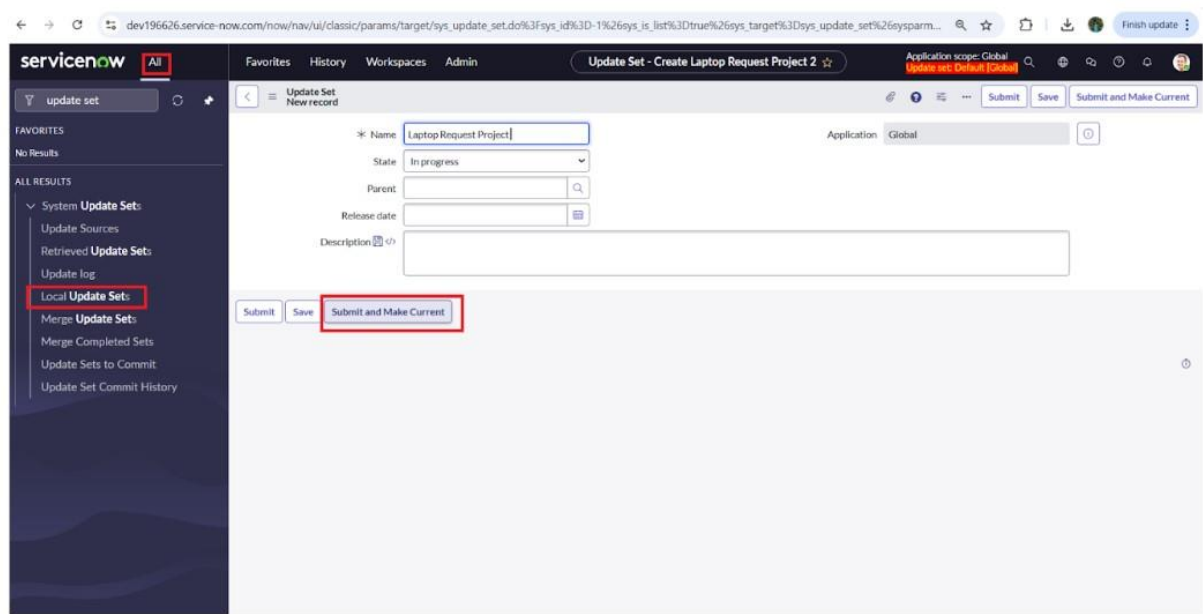 dev196626.service-now.com/now/nav/ui/classic/params/target/sys_update_set.do%3Fsys_id%3D-1%26sys_is_list%3Dtrue%26sys_target%3Dsys_update_set%26sysparm... Finish update
servicenow All Favorites History Workspaces Admin Update Set - Create Laptop Request Project 2 Application scope: Global
Update set: Default [Global]
update set
Update Set
New record
Submit Save Submit and Make Current
FAVORITES
No Results
ALL RESULTS
System Update Sets
Update Sources
Retrieved Update Sets
Update log
Local Update Sets
Merge Update Sets
Merge Completed Sets
Update Sets to Commit
Update Set Commit History
* Name Laptop Request Project
Application Global
State In progress
Parent
Release date
Description
Submit Save Submit and Make Current